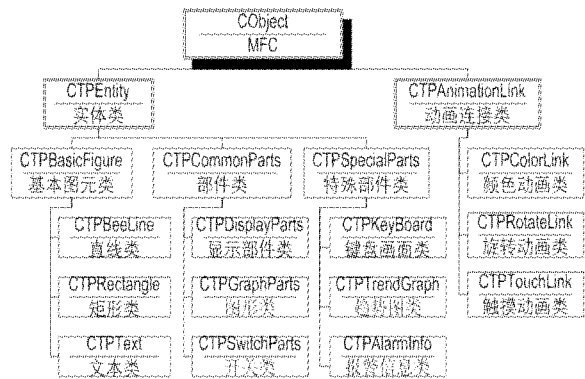 CObject
MFC
CTPEntity
实体类
CTPAnimationLink
动画连接类
CTPBasicFigure
基本图元类
CTPCommonParts
部件类
CTPSpecialParts
特殊部件类
CTPColorLink
颜色动画类
CTPBeeLine
直线类
CTPDisplayParts
显示部件类
CTPKeyBoard
键盘画面类
CTPRotateLink
旋转动画类
CTPRectangle
矩形类
CTPGraphParts
图形类
CTPTrendGraph
趋势图类
CTPTouchLink
触摸动画类
CTPText
文本类
CTPSwitchParts
开关类
CTPAlarmInfo
报警信息类